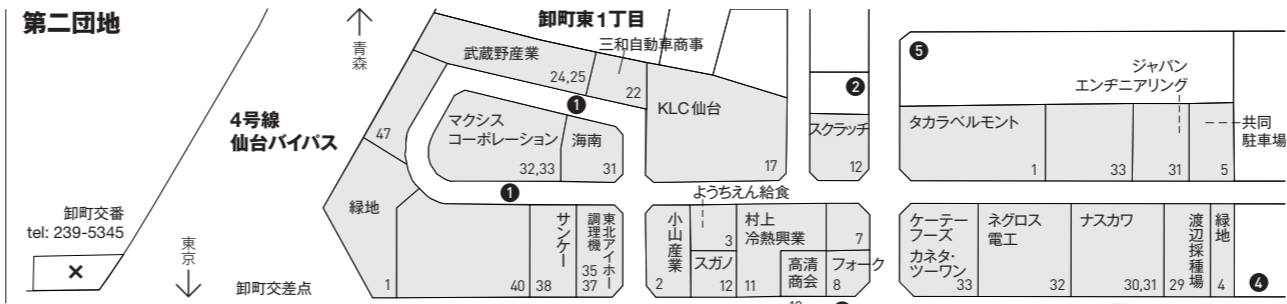 第二団地
青森
卸町東1丁目
三和自動車商事
武蔵野産業
24,25
22
❶
KLC仙台
17
4号線
仙台バイパス
47
マクシス
コーポレーション
32,33
海南
31
❶
❷
スクラッチ
12
❺
ジャパン
エンヂニアリング
タカラベルモント
1
33
31
5
共同
駐車場
卸町交番
tel: 239-5345
東京
卸町交差点
緑地
1
40
サンケー
38
東北アイホー
調理機
35
37
小山産業
2
ようちえん給食
3
スガノ
12
村上
冷熱興業
11
高清
商会
7
フォーク
8
ケーテー
フーズ
カネタ・
ツーワン
33
ネグロス
電工
32
ナスカワ
30,31
渡辺採種場
29
緑地
4
❹